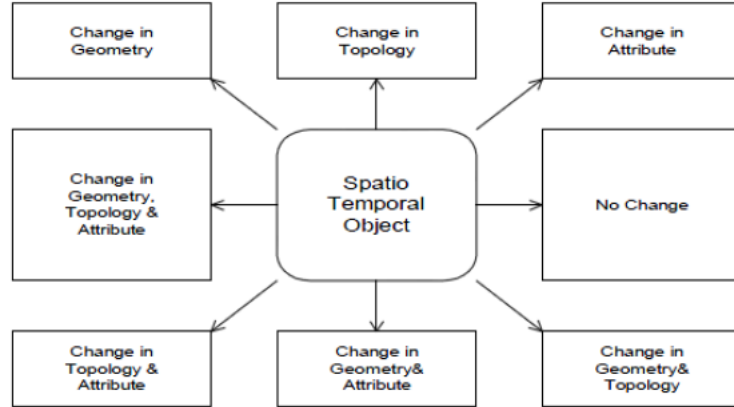 Change in
Geometry
Change in
Topology
Change in
Attribute
Change in
Geometry,
Topology &
Attribute
Spatio
Temporal
Object
No Change
Change in
Topology &
Attribute
Change in
Geometry&
Attribute
Change in
Geometry&
Topology